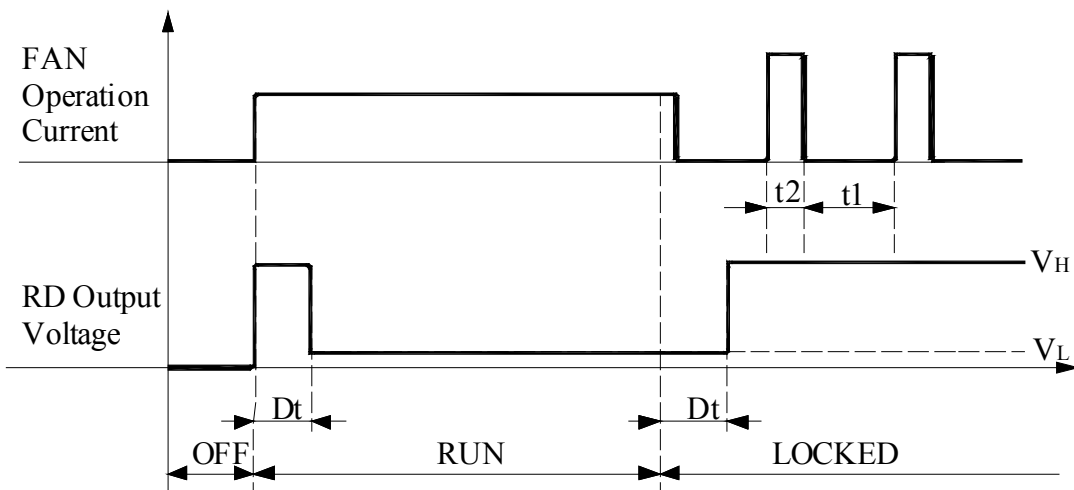 FAN
Operation
Current
t2
t1
VH
RD Output
Voltage
VL
Dt
Dt
OFF
RUN
LOCKED